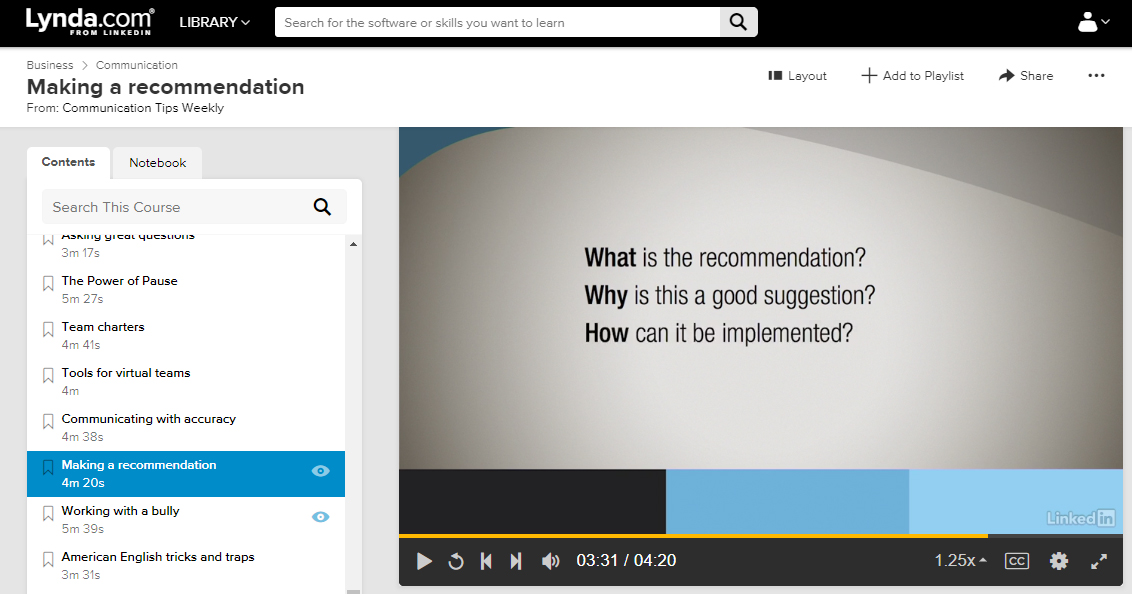 Lynda.com®
FROM LINKEDIN
LIBRARY
Search for the software or skills you want to learn
Business > Communication
Making a recommendation
From: Communication Tips Weekly
Layout
Add to Playlist
Share
Contents
Notebook
Search This Course
Asking great questions
3m 17s
The Power of Pause
5m 27s
Team charters
4m 41s
Tools for virtual teams
4m
Communicating with accuracy
4m 38s
Making a recommendation
4m 20s
Working with a bully
5m 39s
American English tricks and traps
3m 31s
What is the recommendation?
Why is this a good suggestion?
How can it be implemented?
Linked in
03:31 / 04:20
1.25x
CC